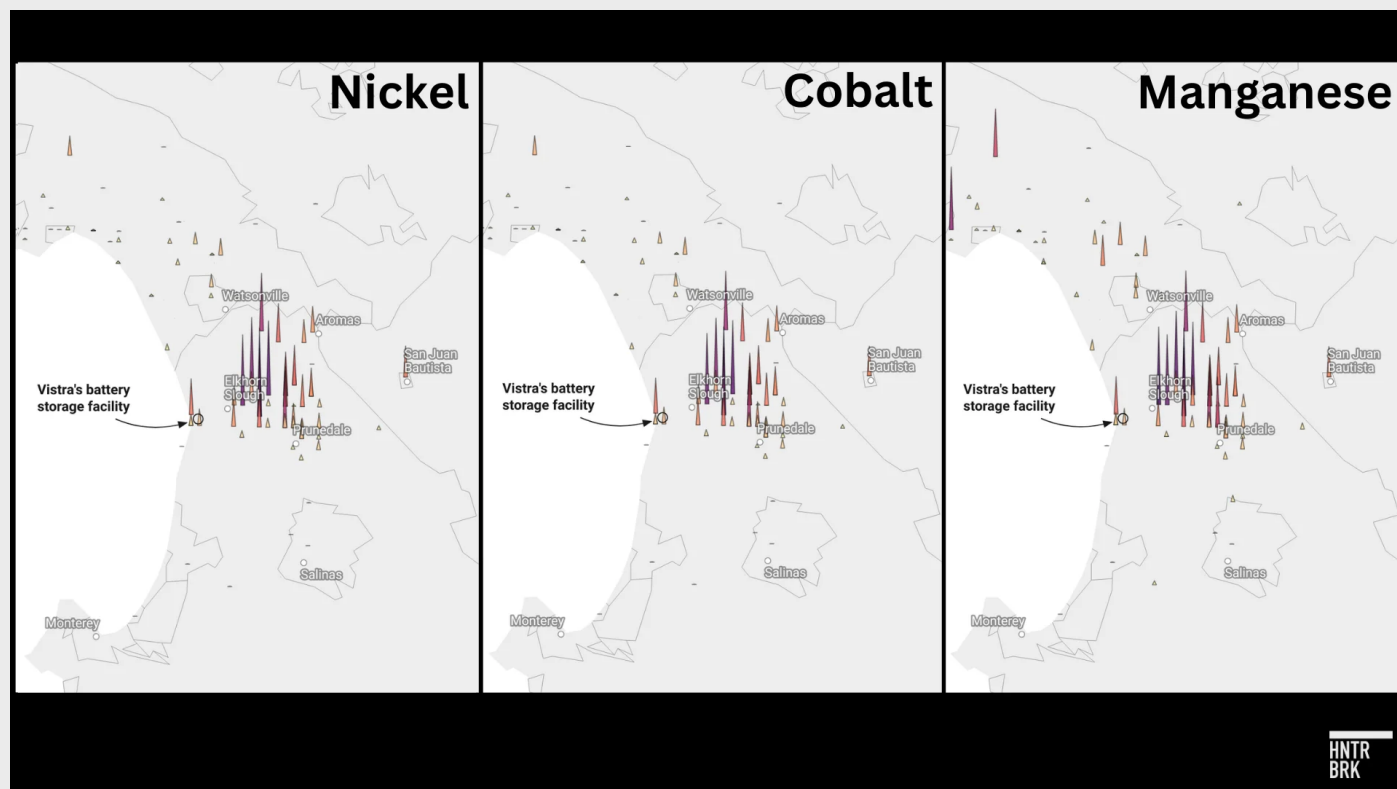 Nickel
Watsonville
Aromas
San Juan
Bautista
Vistra's battery
storage facility
Elkhorn
Slough
Prunedale
Salinas
Monterey
Cobalt
Watsonville
Aromas
San Juan
Bautista
Vistra's battery
storage facility
Elkhorn
Slough
Prunedale
Salinas
Monterey
Manganese
Watsonville
Aromas
San Juan
Bautista
Vistra's battery
storage facility
Elkhorn
Slough
Prunedale
Salinas
Monterey
HNTR
BRK